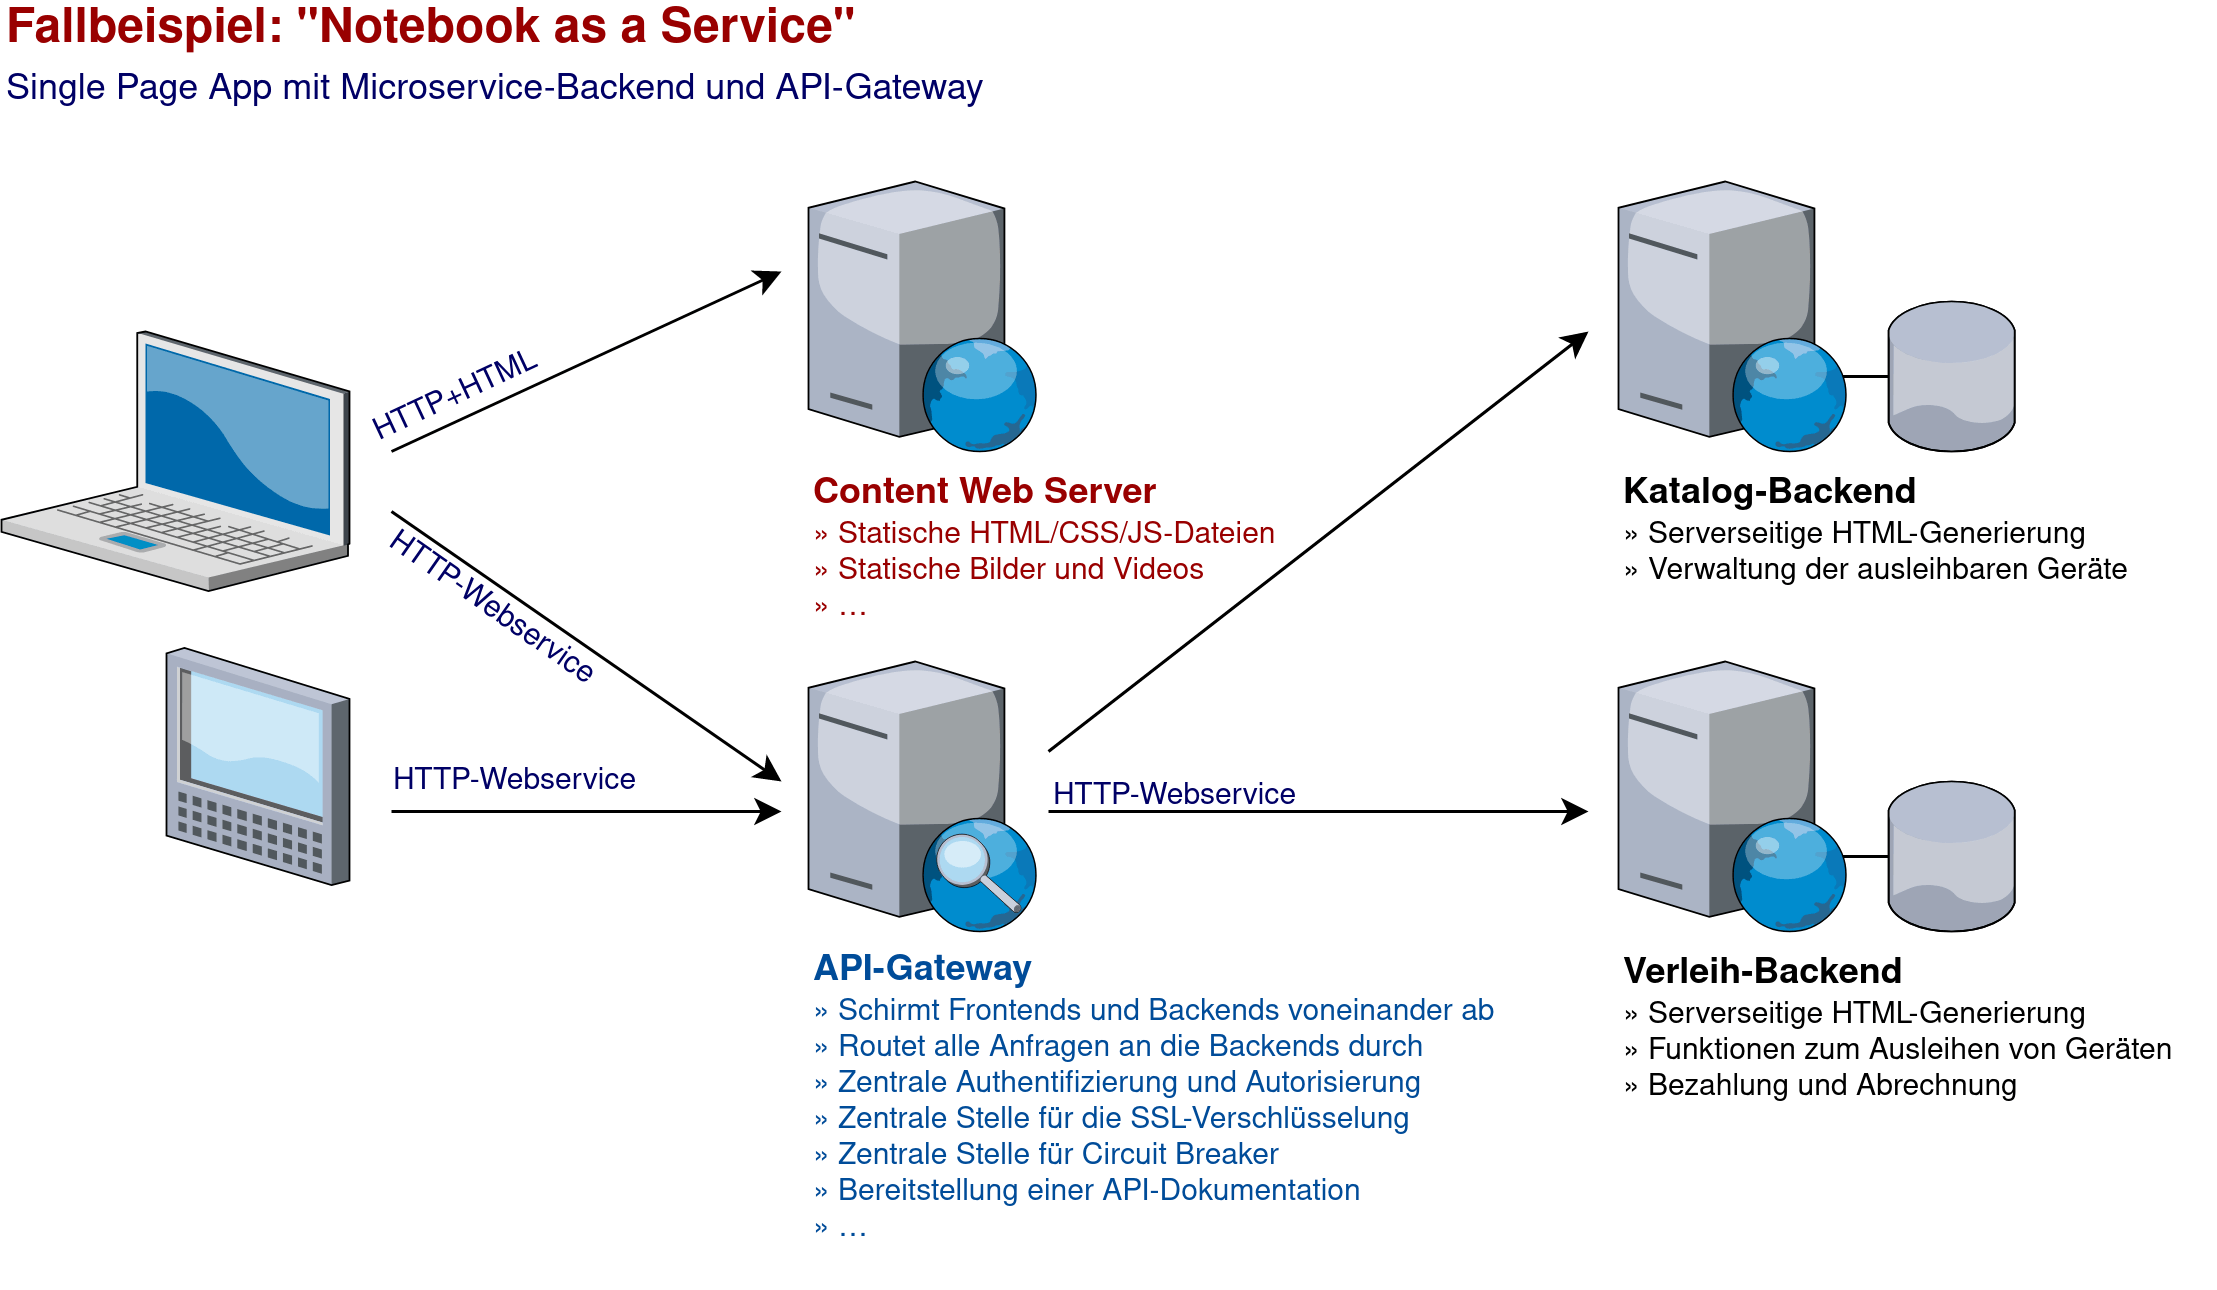 Fallbeispiel: "Notebook as a Service"
Single Page App mit Microservice-Backend und API-Gateway
HTTP+HTML
HTTP-Webservice
HTTP-Webservice
Content Web Server
» Statische HTML/CSS/JS-Dateien
» Statische Bilder und Videos
» …
API-Gateway
» Schirmt Frontends und Backends voneinander ab
» Routet alle Anfragen an die Backends durch
» Zentrale Authentifizierung und Autorisierung
» Zentrale Stelle für die SSL-Verschlüsselung
» Zentrale Stelle für Circuit Breaker
» Bereitstellung einer API-Dokumentation
» …
HTTP-Webservice
Katalog-Backend
» Serverseitige HTML-Generierung
» Verwaltung der ausleihbaren Geräte
Verleih-Backend
» Serverseitige HTML-Generierung
» Funktionen zum Ausleihen von Geräten
» Bezahlung und Abrechnung